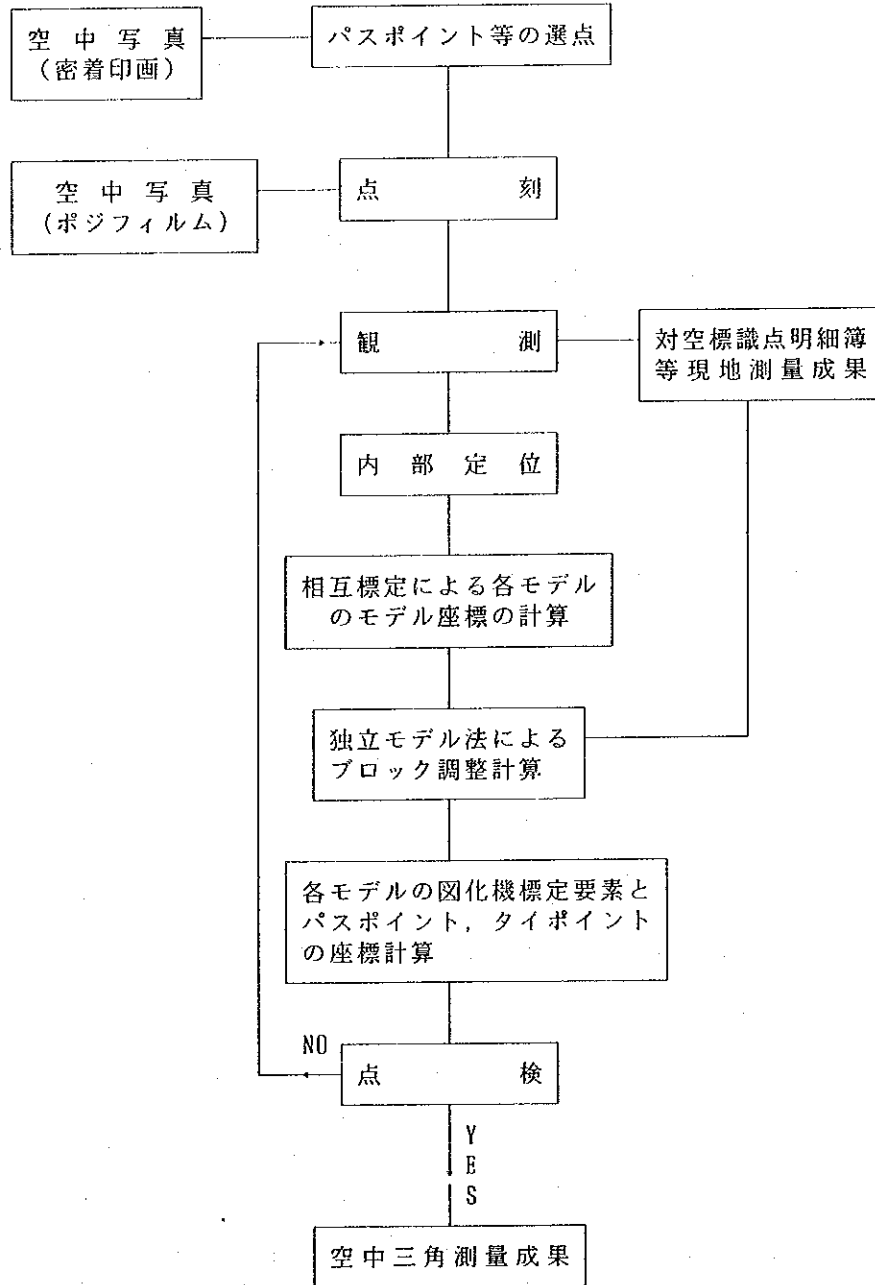 空中写真
(密着印画)
パスポイント等の選点
空中写真
(ポジフィルム)
点刻
観測
対空標識点明細簿
等現地測量成果
内部定位
相互標定による各モデル
のモデル座標の計算
独立モデル法による
ブロック調整計算
各モデルの図化機標定要素と
パスポイント,タイポイント
の座標計算
NO
点検
YES
空中三角測量成果